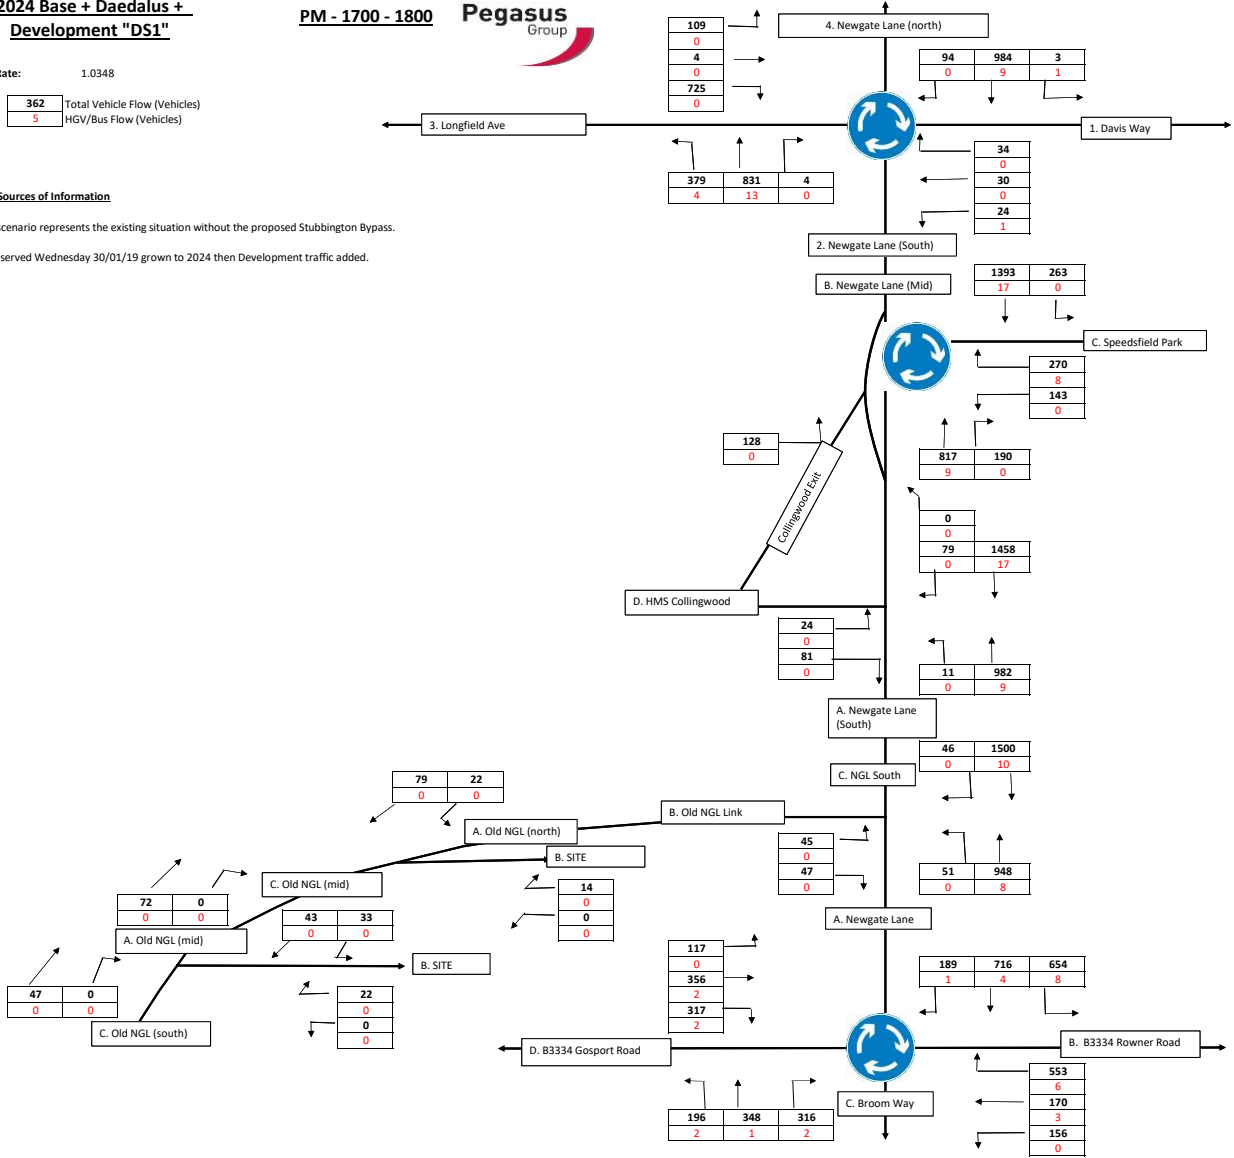 2024 Base + Daedalus +
Development "DS1"
PM - 1700 - 1800
Pegasus
Group
Rate: 1.0348
362 Total Vehicle Flow (Vehicles)
5 HGV/Bus Flow (Vehicles)
Sources of Information
scenario represents the existing situation without the proposed Stubbington Bypass.
served Wednesday 30/01/19 grown to 2024 then Development traffic added.
109
0
4
0
725
0
4. Newgate Lane (north)
94 984 3
0 9 1
3. Longfield Ave
1. Davis Way
379 831 4
4 13 0
34
0
30
0
24
1
2. Newgate Lane (South)
B. Newgate Lane (Mid)
1393 263
17 0
C. Speedsfield Park
270
8
143
0
128
0
817 190
9 0
Collingwood Exit
0
0
79 1458
0 17
D. HMS Collingwood
24
0
81
0
11 982
0 9
A. Newgate Lane
(South)
46 1500
0 10
C. NGL South
79 22
0 0
B. Old NGL Link
A. Old NGL (north)
45
0
47
0
B. SITE
51 948
0 8
C. Old NGL (mid)
14
0
0
0
72 0
0 0
43 33
0 0
A. Newgate Lane
A. Old NGL (mid)
B. SITE
117
0
356
2
317
2
189 716 654
1 4 8
47 0
0 0
22
0
0
0
C. Old NGL (south)
D. B3334 Gosport Road
B. B3334 Rowner Road
553
6
170
3
156
0
C. Broom Way
196 348 316
2 1 2